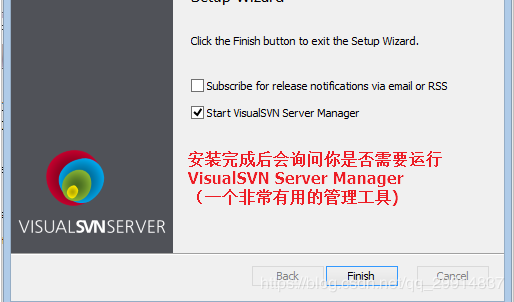 Setup Wizard
Click the Finish button to exit the Setup Wizard.
Subscribe for release notifications via email or RSS
Start VisualSVN Server Manager
安装完成后会询问你是否需要运行
VisualSVN Server Manager
（一个非常有用的管理工具)
VISUALSVNSERVER
Back
Finish
Cancel
https://blog.csdn.net/qq_29914837